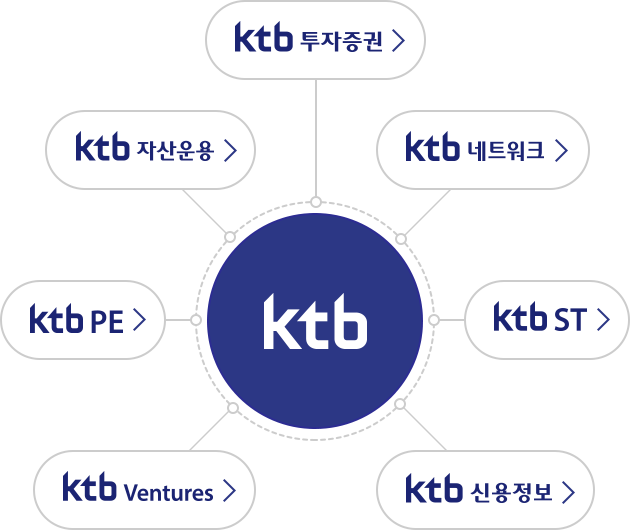 ktb 투자증권
ktb 자산운용
ktb 네트워크
ktb PE
ktb
ktb ST
ktb Ventures
ktb 신용정보